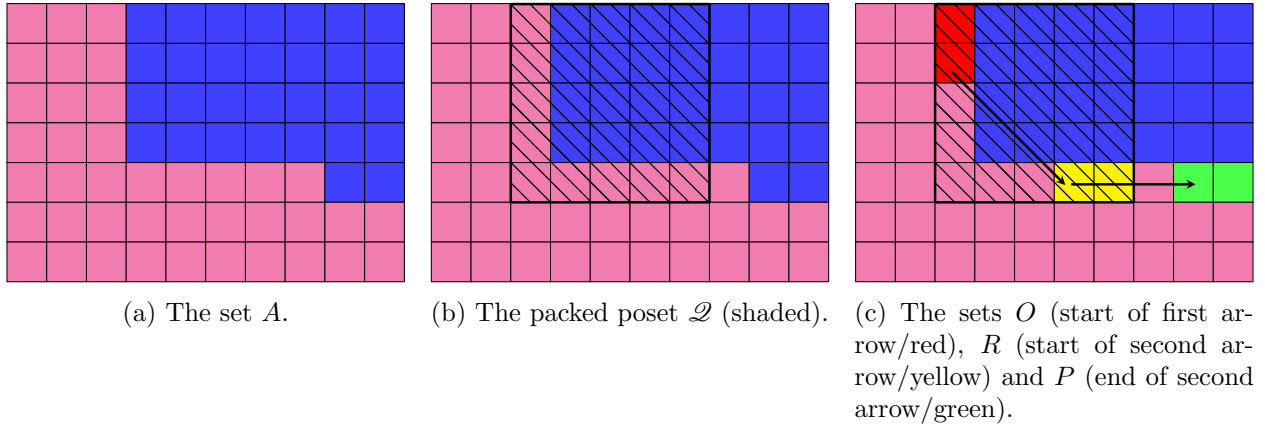 (a) The set A.
(b) The packed poset 𝒬 (shaded).
(c) The sets O (start of first ar-
row/red), R (start of second ar-
row/yellow) and P (end of second
arrow/green).